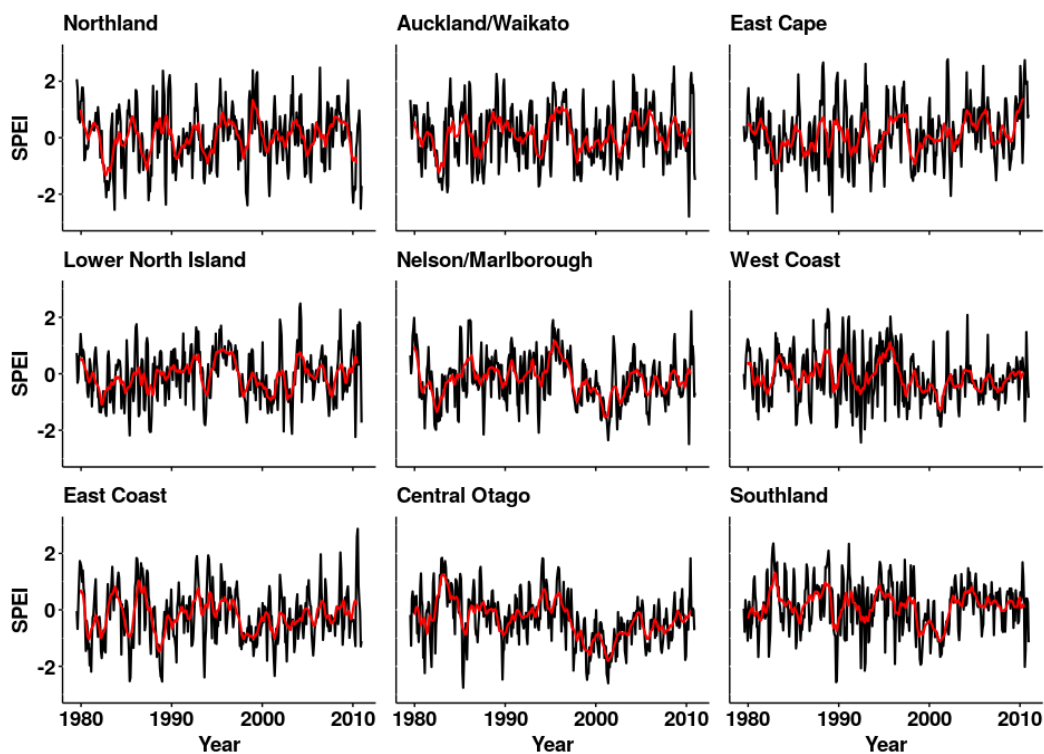 Northland Auckland/Waikato East Cape
SPEI 2 0 -2
Lower North Island Nelson/Marlborough West Coast
SPEI 2 0 -2
East Coast Central Otago Southland
SPEI 2 0 -2
1980 1990 2000 2010 1980 1990 2000 2010 1980 1990 2000 2010
Year Year Year